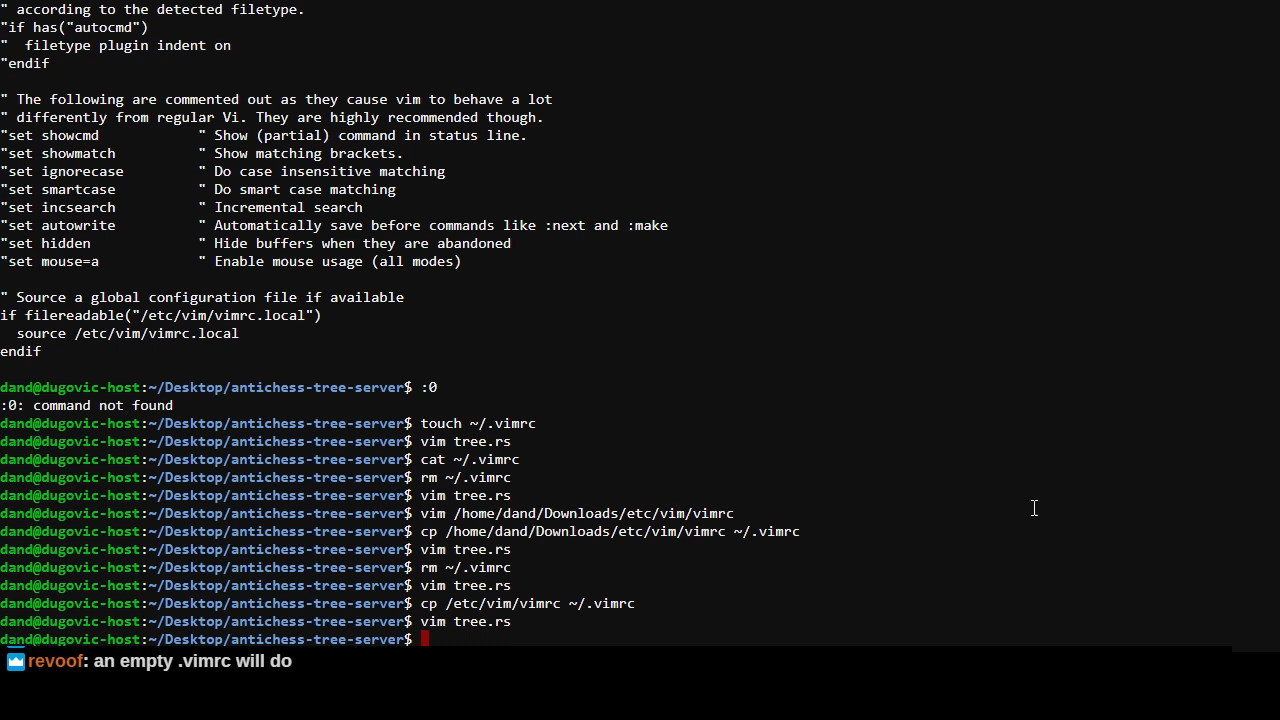 " according to the detected filetype.
"if has("autocmd")
"  filetype plugin indent on
"endif
" The following are commented out as they cause vim to behave a lot
" differently from regular Vi. They are highly recommended though.
"set showcmd            " Show (partial) command in status line.
"set showmatch          " Show matching brackets.
"set ignorecase         " Do case insensitive matching
"set smartcase          " Do smart case matching
"set incsearch          " Incremental search
"set autowrite          " Automatically save before commands like :next and :make
"set hidden             " Hide buffers when they are abandoned
"set mouse=a            " Enable mouse usage (all modes)
" Source a global configuration file if available
if filereadable("/etc/vim/vimrc.local")
  source /etc/vim/vimrc.local
endif
dand@dugovic-host:~/Desktop/antichess-tree-server$ :0
:0: command not found
dand@dugovic-host:~/Desktop/antichess-tree-server$ touch ~/.vimrc
dand@dugovic-host:~/Desktop/antichess-tree-server$ vim tree.rs
dand@dugovic-host:~/Desktop/antichess-tree-server$ cat ~/.vimrc
dand@dugovic-host:~/Desktop/antichess-tree-server$ rm ~/.vimrc
dand@dugovic-host:~/Desktop/antichess-tree-server$ vim tree.rs
dand@dugovic-host:~/Desktop/antichess-tree-server$ vim /home/dand/Downloads/etc/vim/vimrc
dand@dugovic-host:~/Desktop/antichess-tree-server$ cp /home/dand/Downloads/etc/vim/vimrc ~/.vimrc
dand@dugovic-host:~/Desktop/antichess-tree-server$ vim tree.rs
dand@dugovic-host:~/Desktop/antichess-tree-server$ rm ~/.vimrc
dand@dugovic-host:~/Desktop/antichess-tree-server$ vim tree.rs
dand@dugovic-host:~/Desktop/antichess-tree-server$ cp /etc/vim/vimrc ~/.vimrc
dand@dugovic-host:~/Desktop/antichess-tree-server$ vim tree.rs
dand@dugovic-host:~/Desktop/antichess-tree-server$
revoof: an empty .vimrc will do